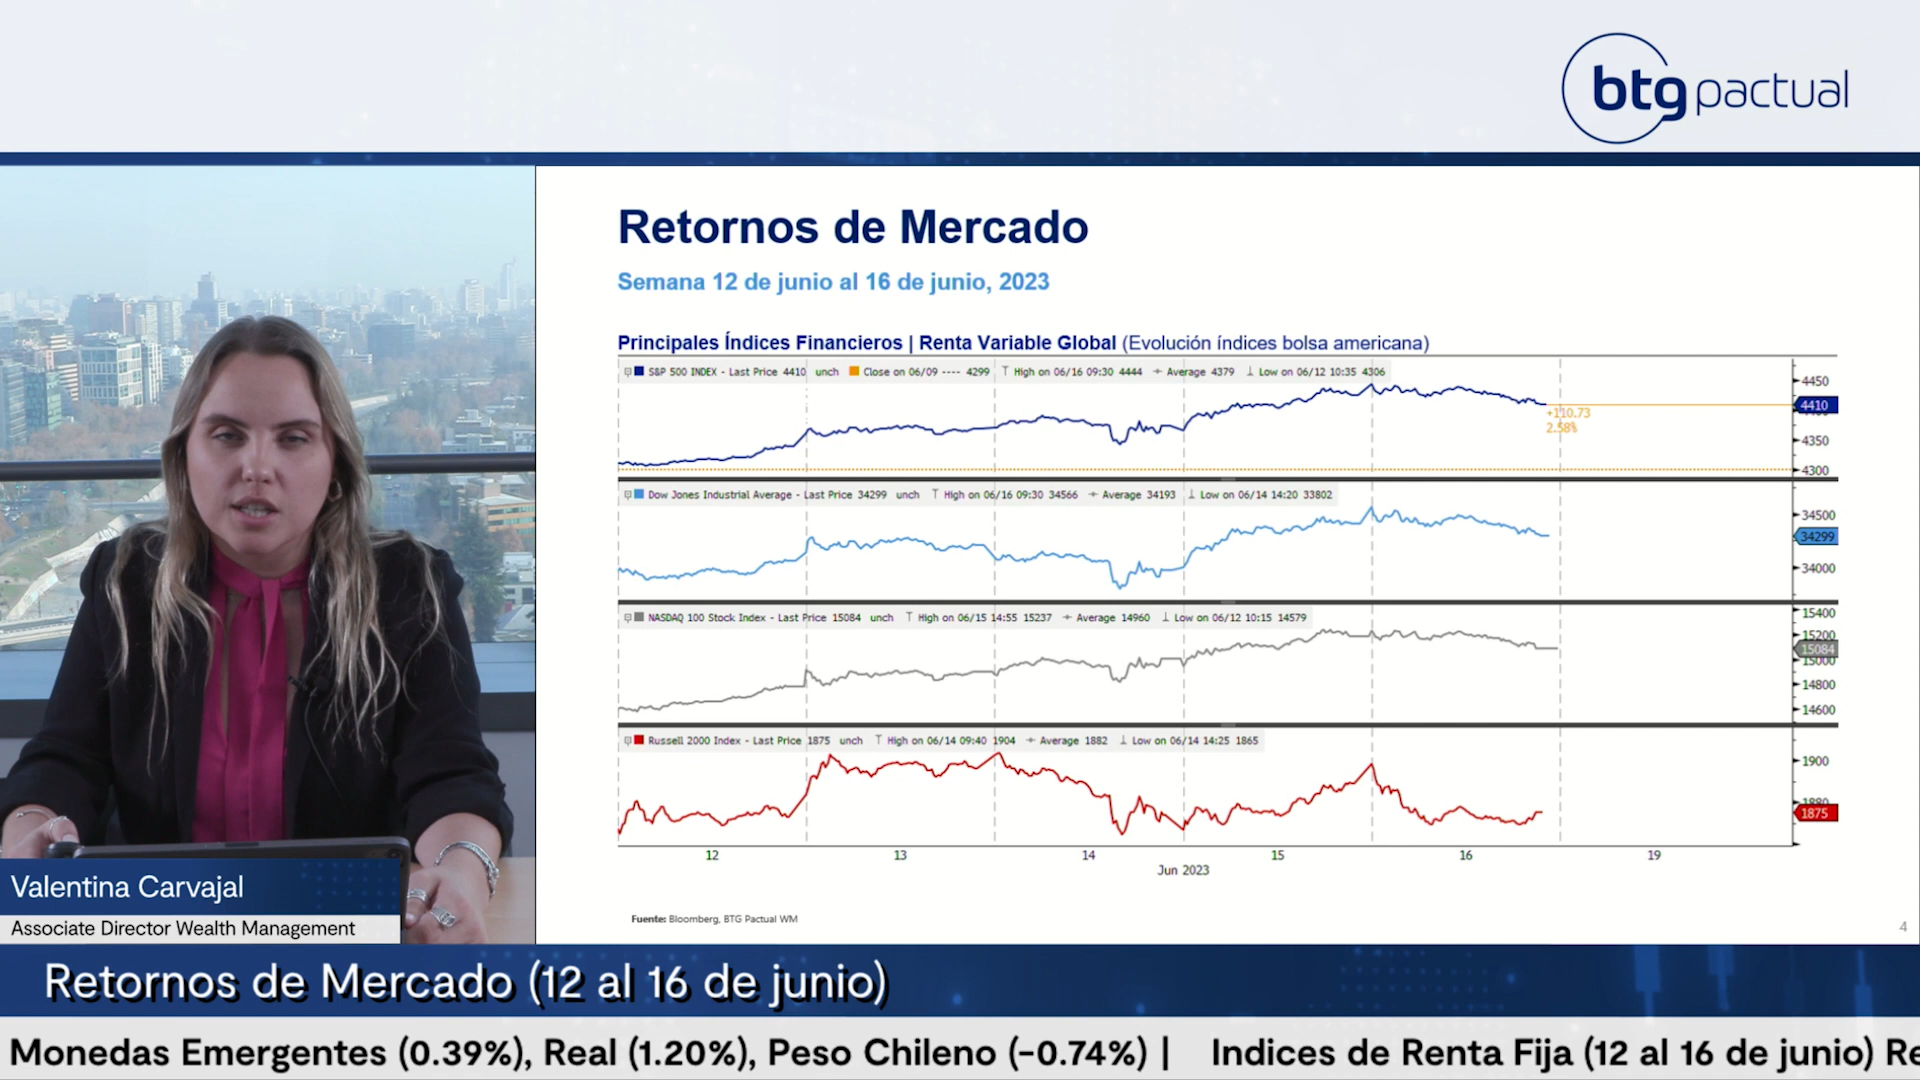 btg pactual
Retornos de Mercado
Semana 12 de junio al 16 de junio, 2023
Principales Índices Financieros | Renta Variable Global (Evolución índices bolsa americana)
S&P 500 INDEX - Last Price 4410 unch Close on 06/09 ---- 4299 High on 06/16 09:30 4444 Average 4379 Low on 06/12 10:35 4306
4450
4410
+110.73
2.58%
4350
4300
Dow Jones Industrial Average - Last Price 34299 unch High on 06/16 09:30 34566 Average 34193 Low on 06/14 14:20 33802
34500
34299
34000
NASDAQ 100 Stock Index - Last Price 15084 unch High on 06/15 14:55 15237 Average 14960 Low on 06/12 10:15 14579
15400
15200
15084
15000
14800
14600
Russell 2000 Index - Last Price 1875 unch High on 06/14 09:40 1904 Average 1882 Low on 06/14 14:25 1865
1900
1880
1875
12 13 14 15 16 19
Jun 2023
Fuente: Bloomberg, BTG Pactual WM
4
Valentina Carvajal
Associate Director Wealth Management
Retornos de Mercado (12 al 16 de junio)
Monedas Emergentes (0.39%), Real (1.20%), Peso Chileno (-0.74%) | Indices de Renta Fija (12 al 16 de junio) Re